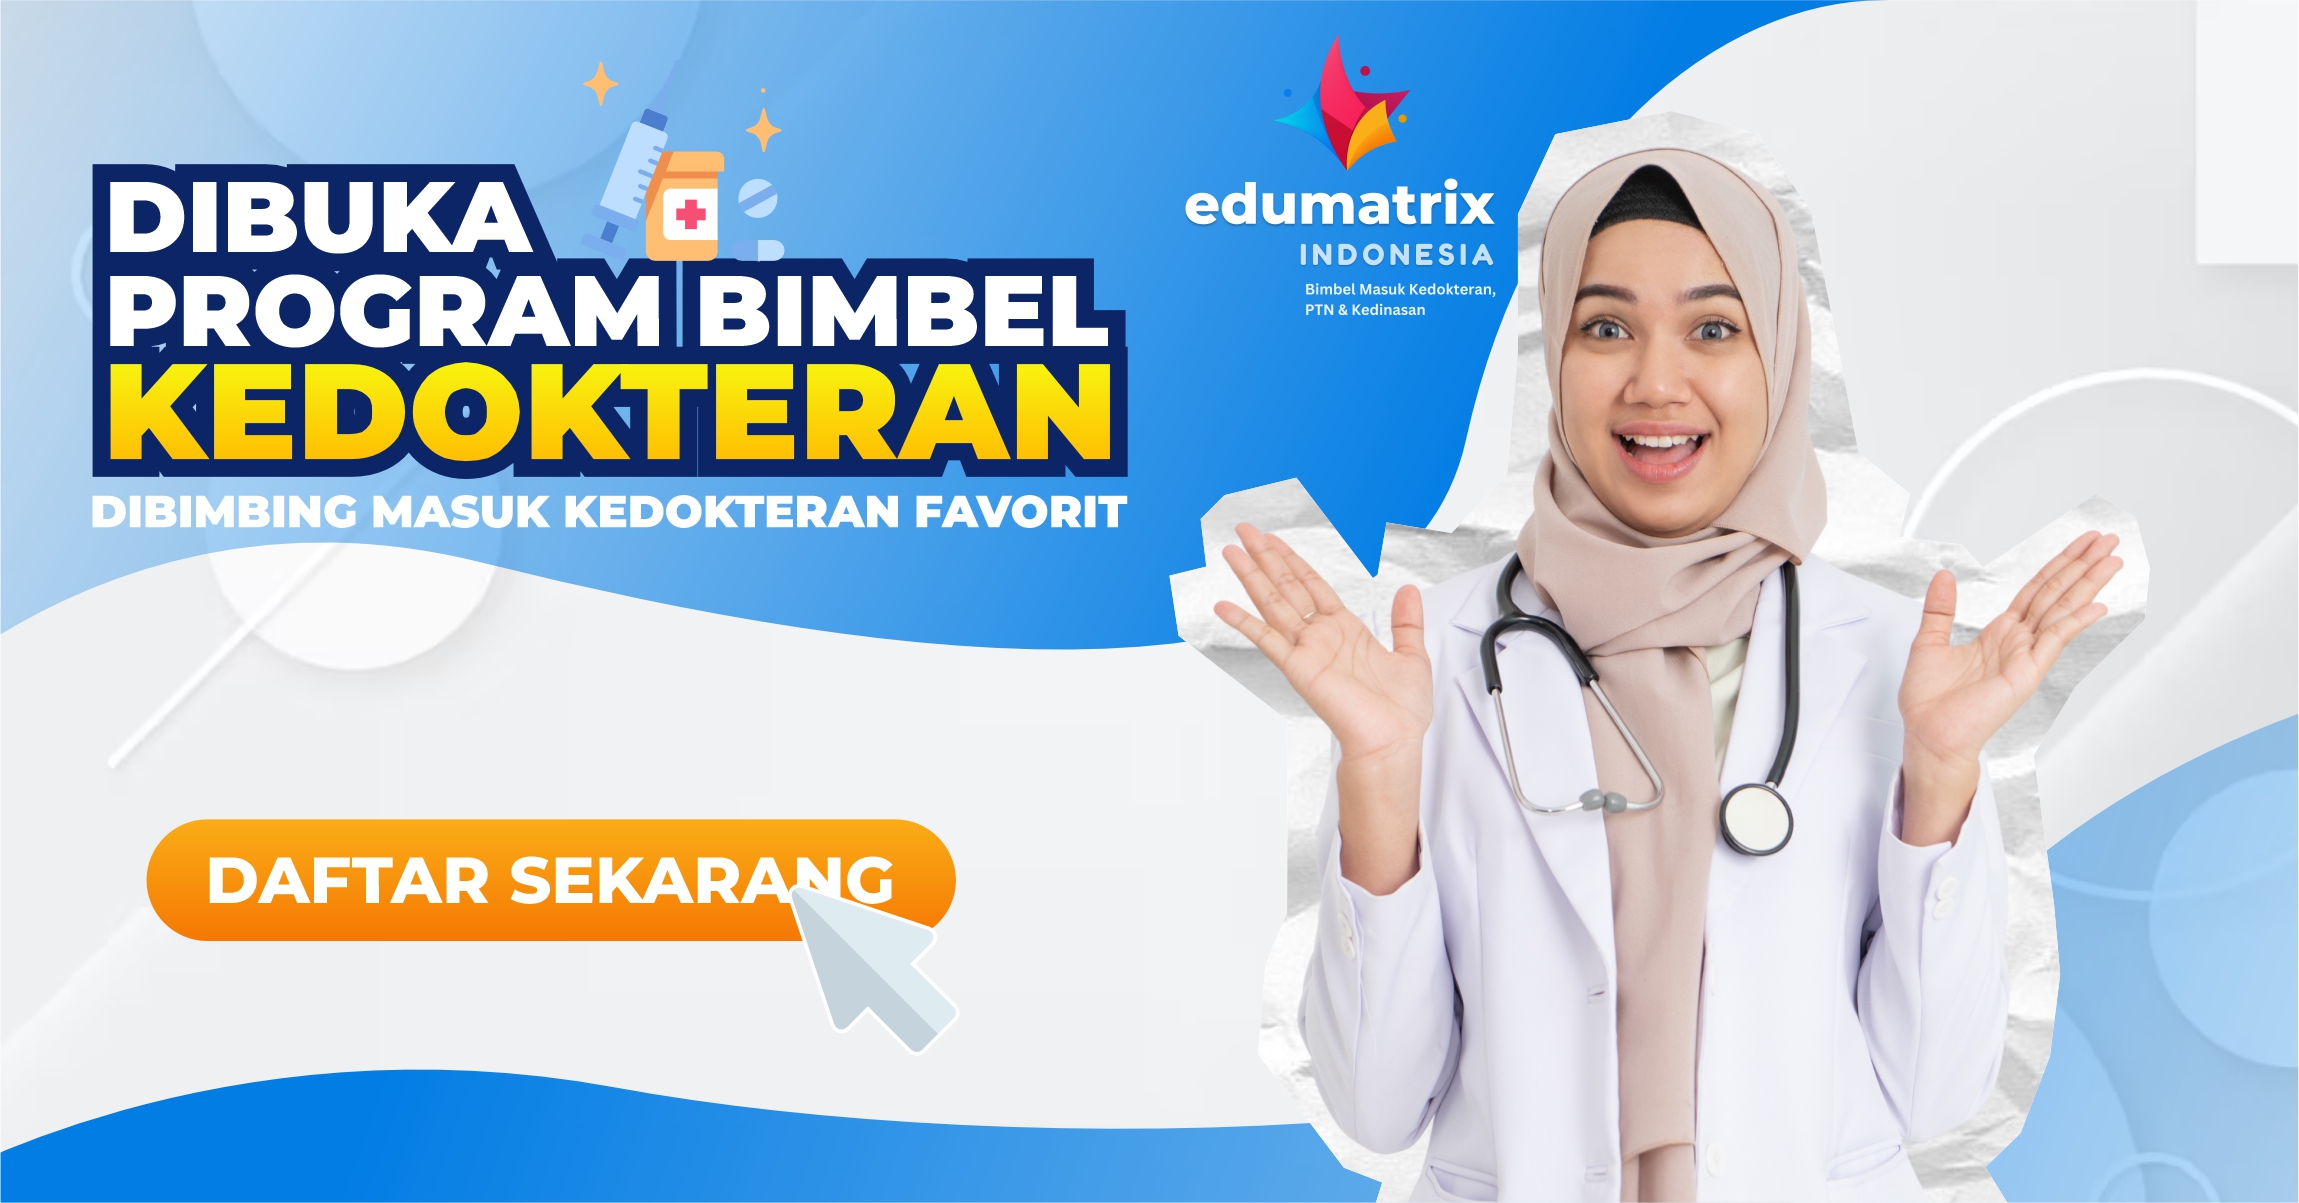 DIBUKA
PROGRAM BIMBEL
KEDOKTERAN
DIBIMBING MASUK KEDOKTERAN FAVORIT
edumatrix
INDONESIA
Bimbel Masuk Kedokteran,
PTN & Kedinasan
DAFTAR SEKARANG